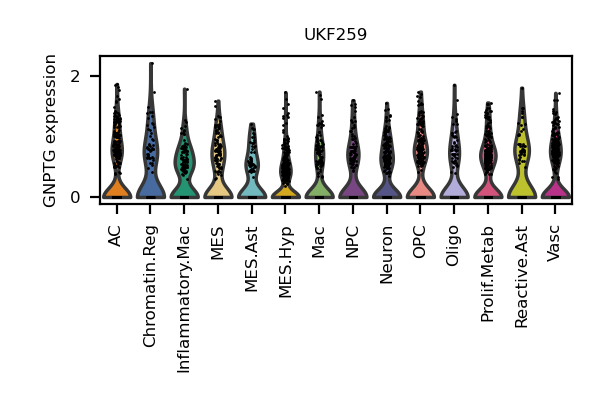 UKF259
GNPTG expression
2
0
AC
Chromatin.Reg
Inflammatory.Mac
MES
MES.Ast
MES.Hyp
Mac
NPC
Neuron
OPC
Oligo
Prolif.Metab
Reactive.Ast
Vasc